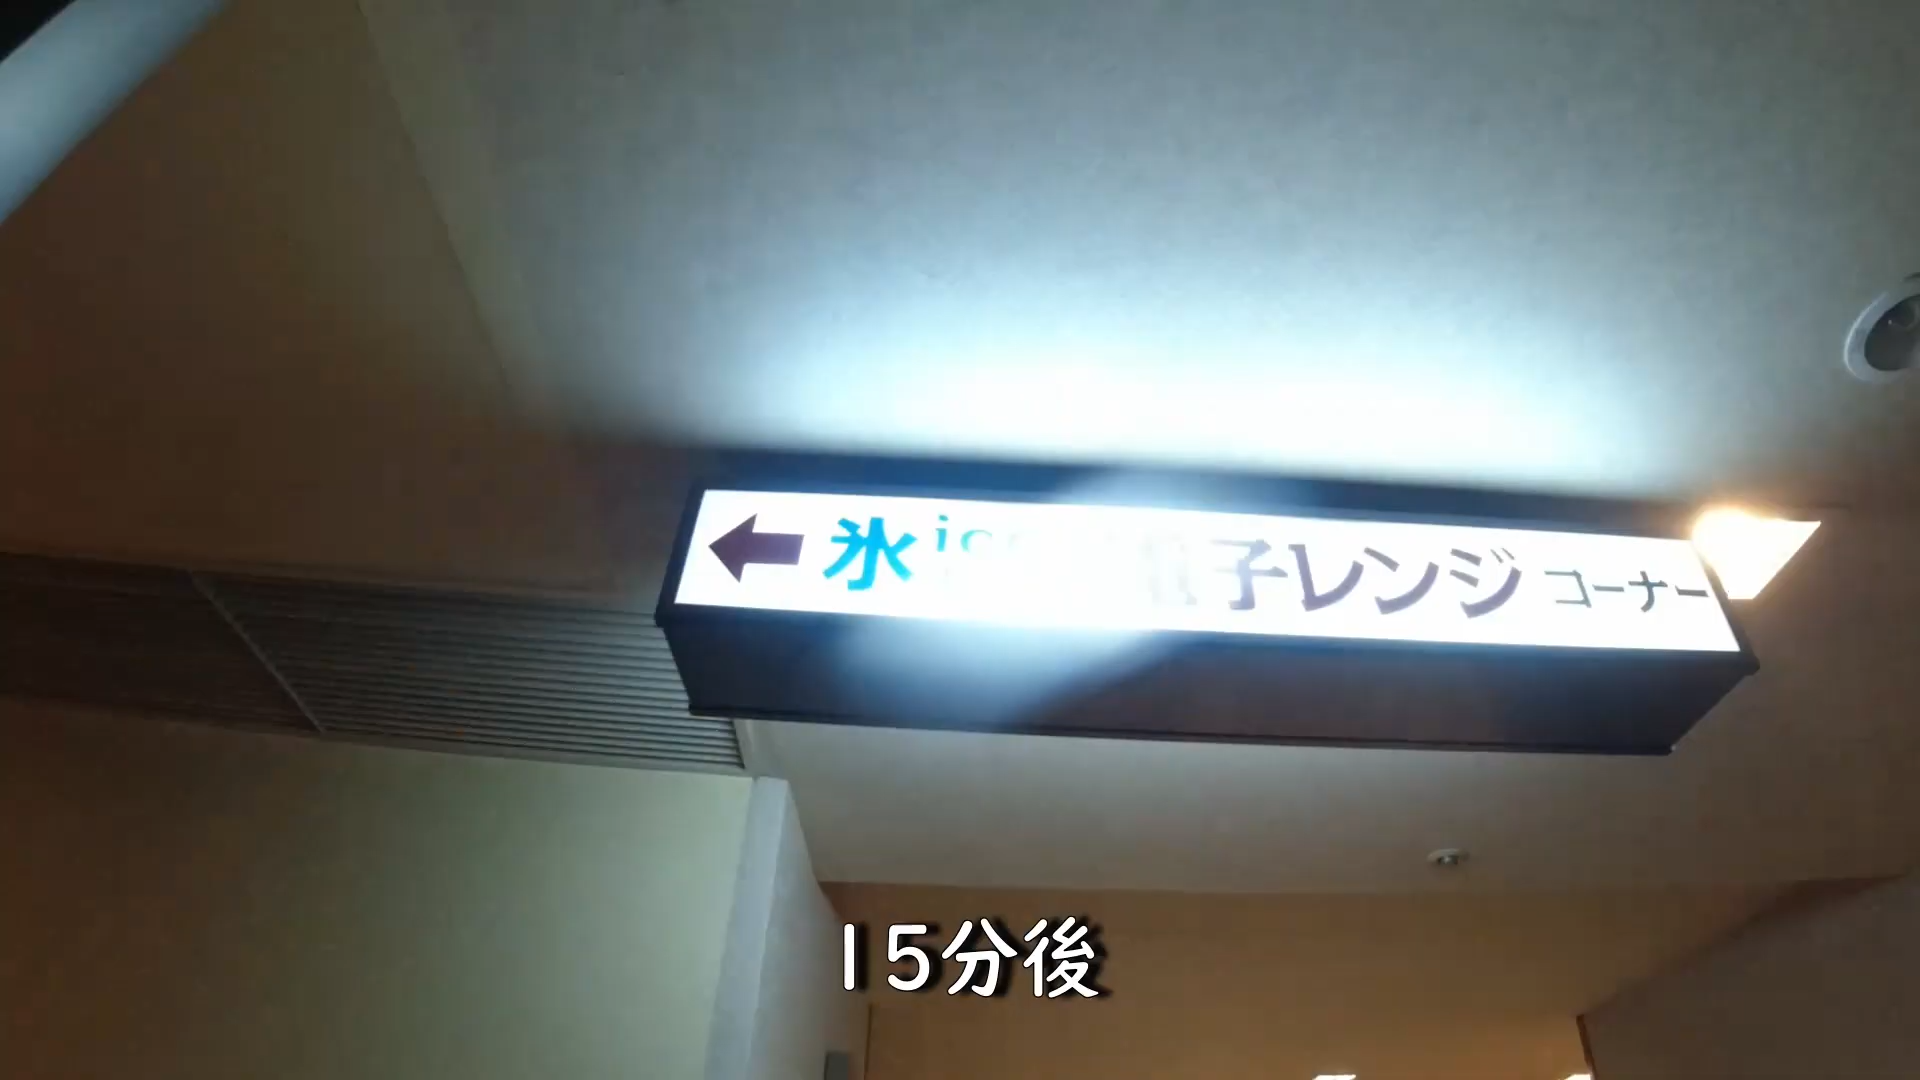 ← 氷 子レンジ コーナー
15分後